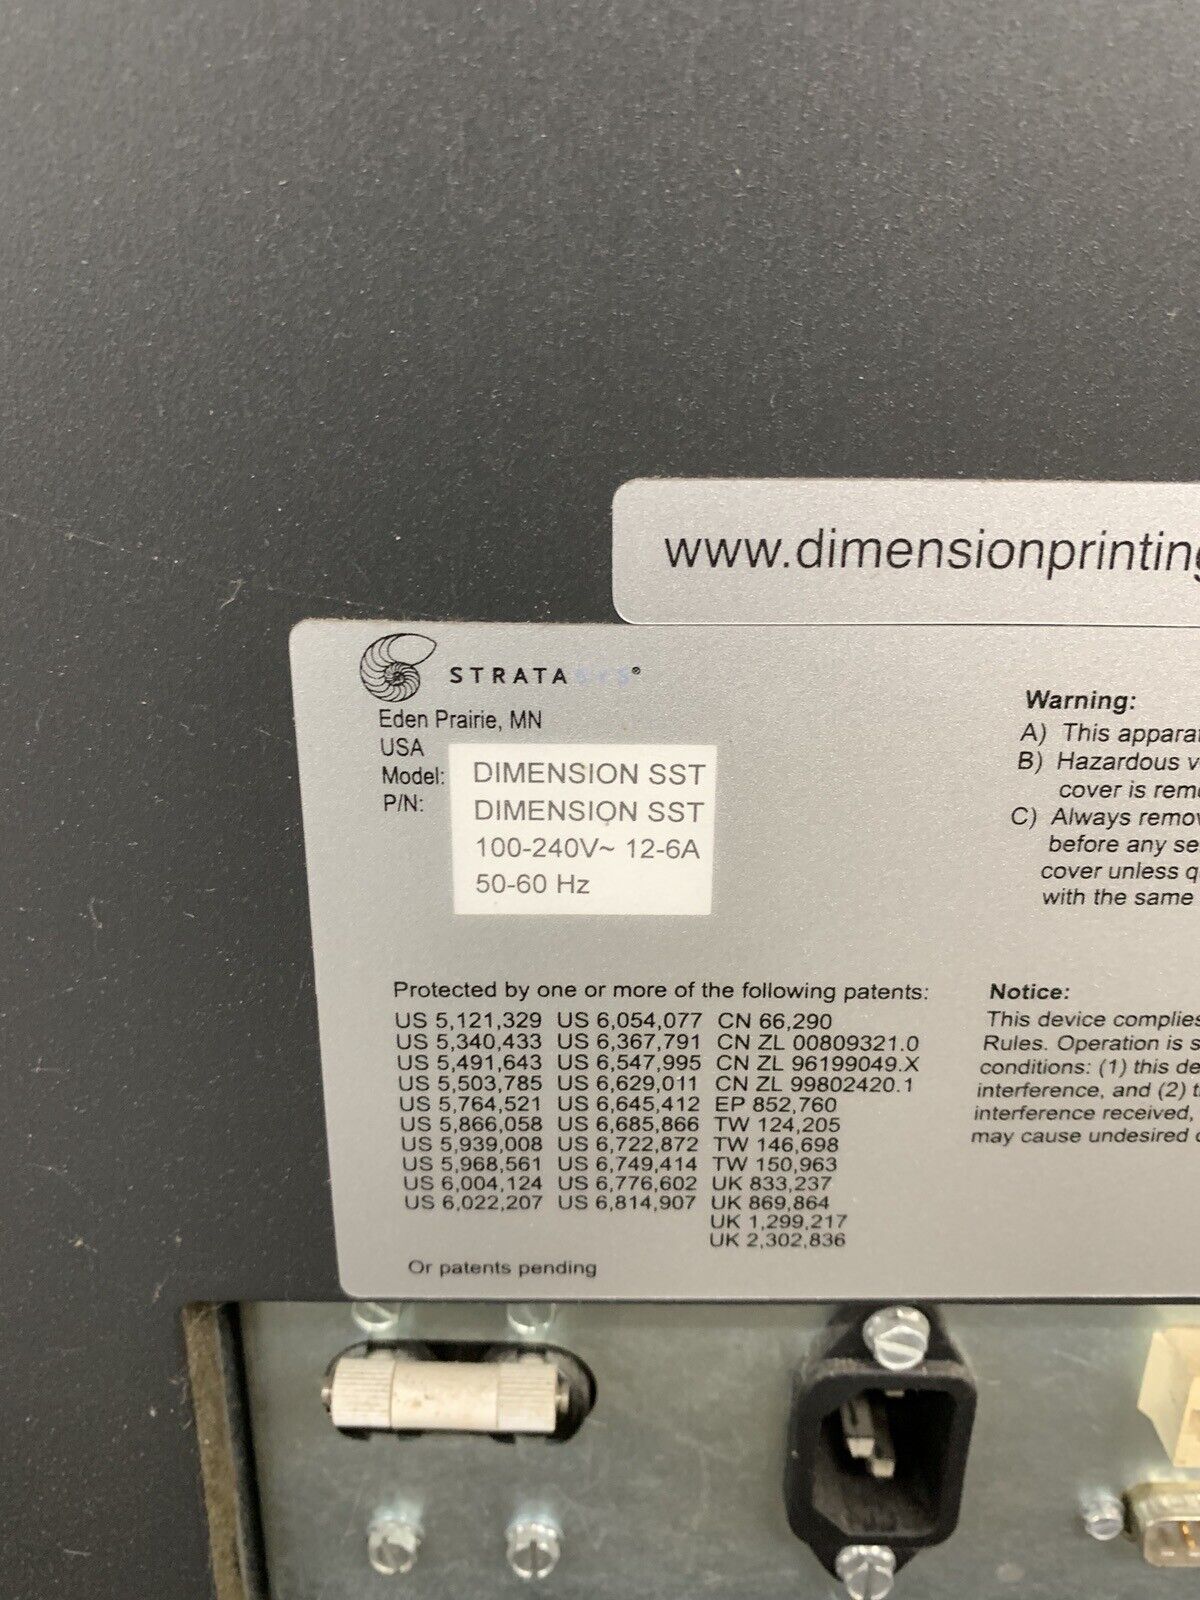 www.dimensionprinting
STRATASYS®
Eden Prairie, MN
USA
Model: DIMENSION SST
P/N: DIMENSION SST
100-240V~ 12-6A
50-60 Hz
Warning:
A) This
B) Hazardous
cover is
C) Always
before any
cover unless
with the same
Protected by one or more of the following patents:
US 5,121,329 US 6,054,077 CN 66,290
US 5,340,433 US 6,367,791 CN ZL 00809321.0
US 5,491,643 US 6,547,995 CN ZL 96199049.X
US 5,503,785 US 6,629,011 CN ZL 99802420.1
US 5,764,521 US 6,645,412 EP 852,760
US 5,866,058 US 6,685,866 TW 124,205
US 5,939,008 US 6,722,872 TW 146,698
US 5,968,561 US 6,749,414 TW 150,963
US 6,004,124 US 6,776,602 UK 833,237
US 6,022,207 US 6,814,907 UK 869,864
UK 1,299,217
UK 2,302,836
Or patents pending
Notice:
This device complies
Rules. Operation is
conditions: (1) this
interference, and (2)
interference received,
may cause undesired